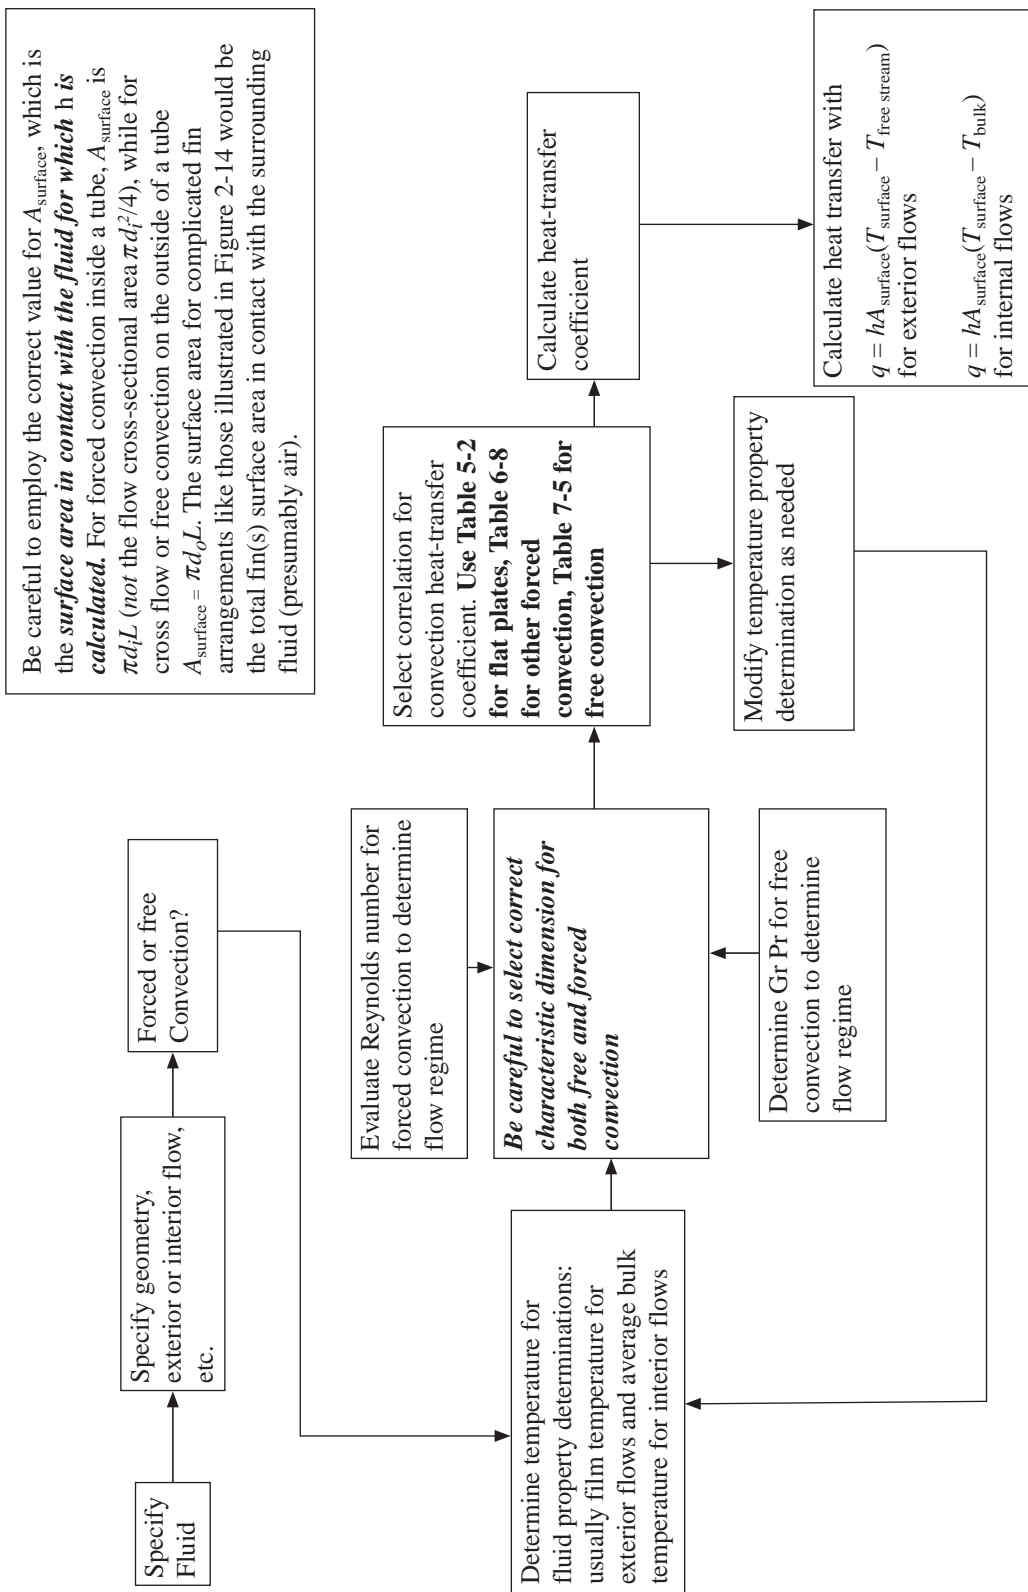 Specify
Fluid
Specify geometry,
exterior or interior flow,
etc.
Forced or free
Convection?
Be careful to employ the correct value for A_surface, which is
the surface area in contact with the fluid for which h is
calculated. For forced convection inside a tube, A_surface is
πd_iL (not the flow cross-sectional area πd_i²/4), while for
cross flow or free convection on the outside of a tube
A_surface = πd_oL. The surface area for complicated fin
arrangements like those illustrated in Figure 2-14 would be
the total fin(s) surface area in contact with the surrounding
fluid (presumably air).
Determine temperature for
fluid property determinations:
usually film temperature for
exterior flows and average bulk
temperature for interior flows
Evaluate Reynolds number for
forced convection to determine
flow regime
Be careful to select correct
characteristic dimension for
both free and forced
convection
Determine Gr Pr for free
convection to determine
flow regime
Select correlation for
convection heat-transfer
coefficient. Use Table 5-2
for flat plates, Table 6-8
for other forced
convection, Table 7-5 for
free convection
Modify temperature property
determination as needed
Calculate heat-transfer
coefficient
Calculate heat transfer with
q = hA_surface(T_surface − T_free stream)
for exterior flows
q = hA_surface(T_surface − T_bulk)
for internal flows